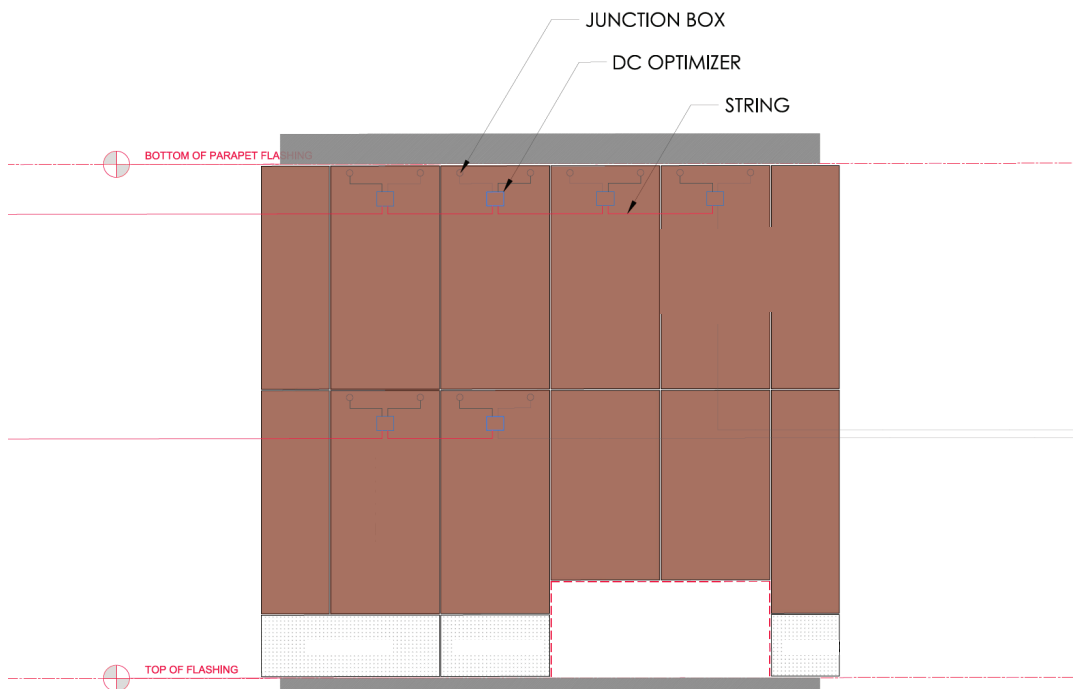 JUNCTION BOX
DC OPTIMIZER
STRING
BOTTOM OF PARAPET FLASHING
TOP OF FLASHING